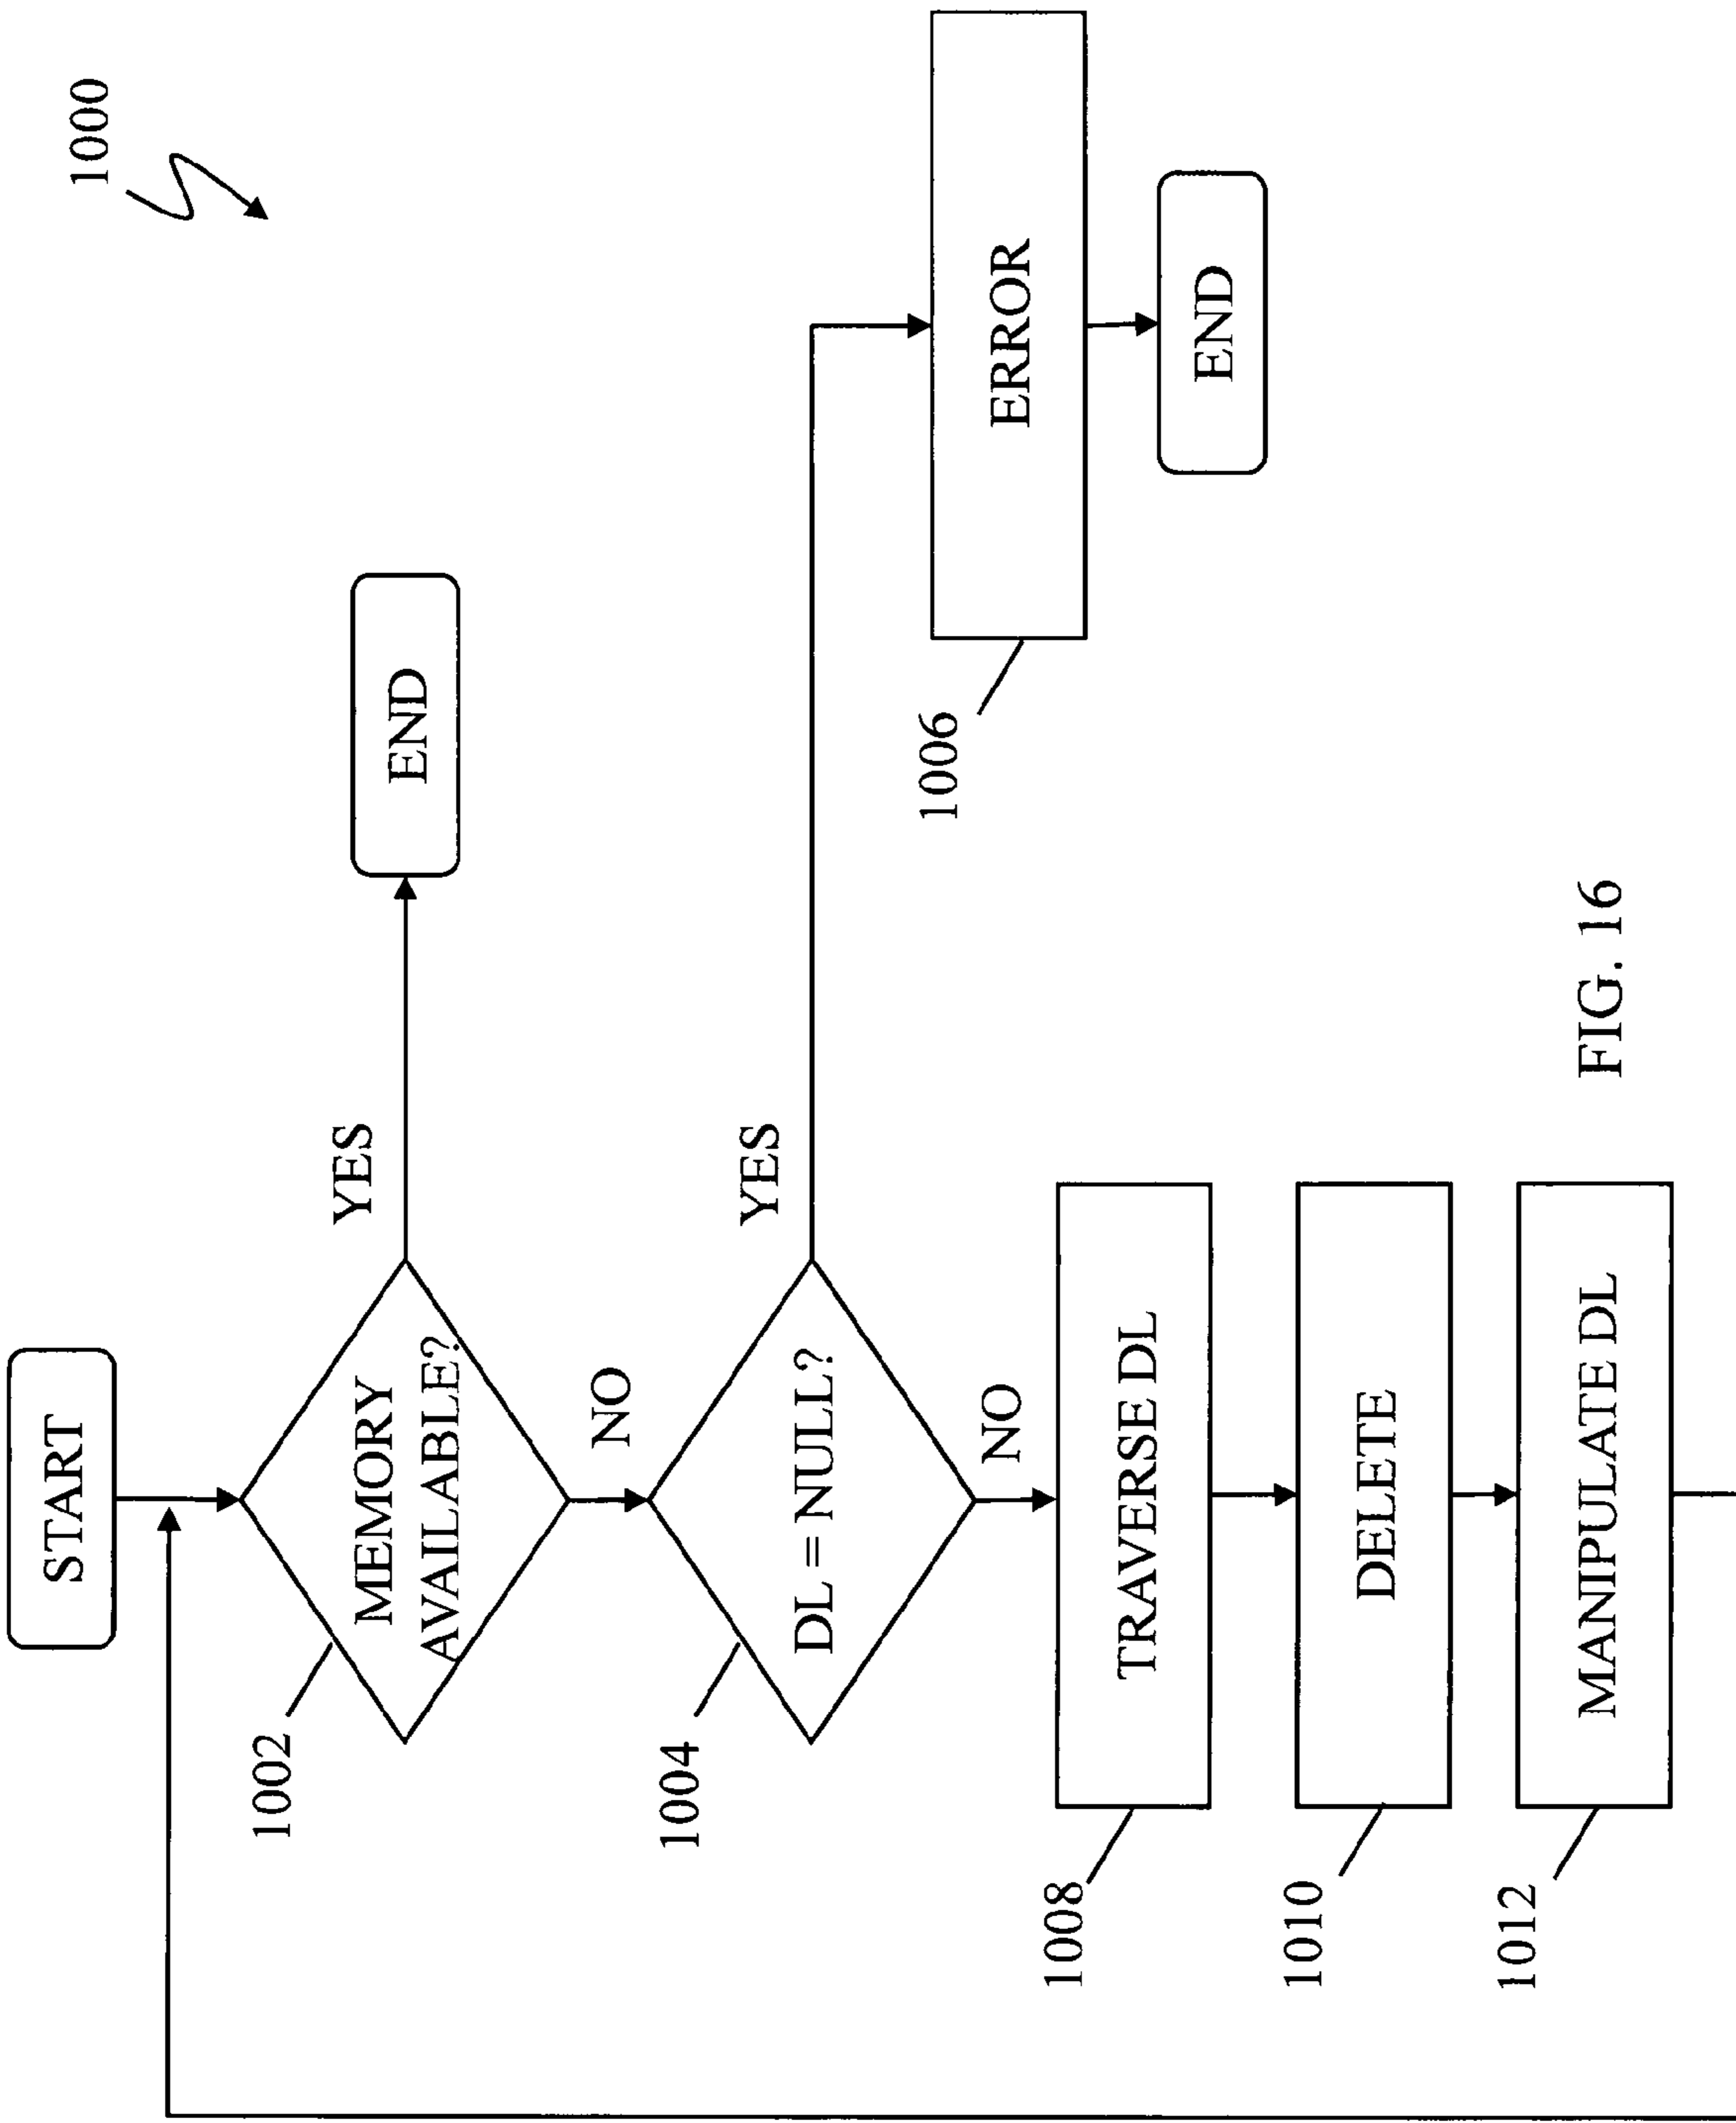 1000
START
1002
MEMORY
AVAILABLE?
YES
END
NO
1004
DL = NULL?
YES
1006
ERROR
END
NO
1008
TRAVERSE DL
1010
DELETE
1012
MANIPULATE DL
FIG. 16